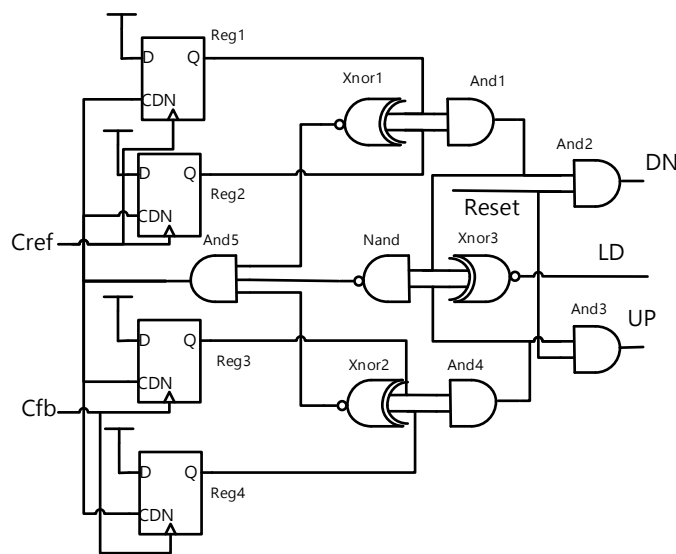 Reg1
D Q
Xnor1
And1
CDN
And2
DN
D Q
Reg2
Reset
CDN
Cref
And5
Nand
Xnor3
LD
And3
UP
D Q
Reg3
Xnor2
And4
CDN
Cfb
D Q
Reg4
CDN